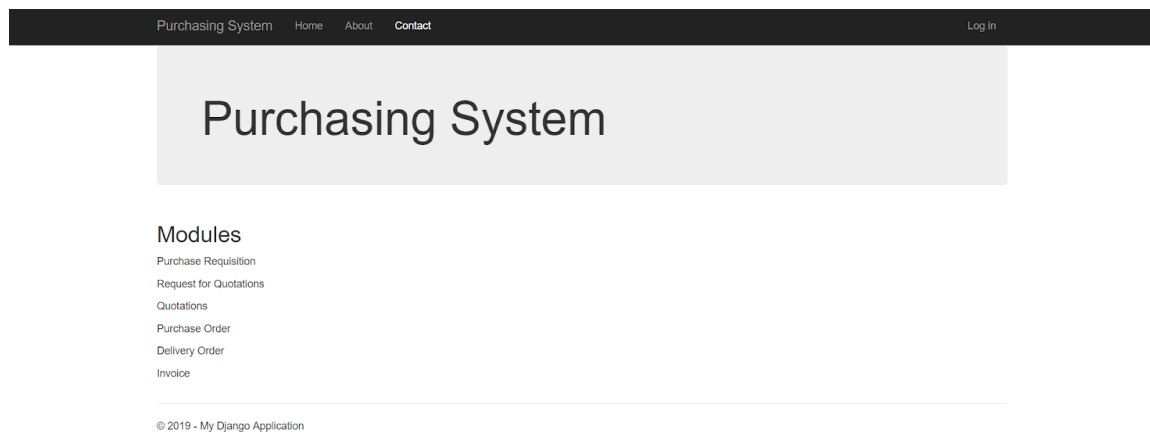 Purchasing System Home About Contact Log in
Purchasing System
Modules
Purchase Requisition
Request for Quotations
Quotations
Purchase Order
Delivery Order
Invoice
© 2019 - My Django Application